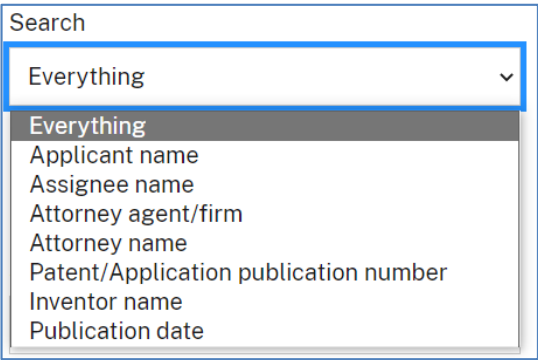 Search
Everything
Everything
Applicant name
Assignee name
Attorney agent/firm
Attorney name
Patent/Application publication number
Inventor name
Publication date